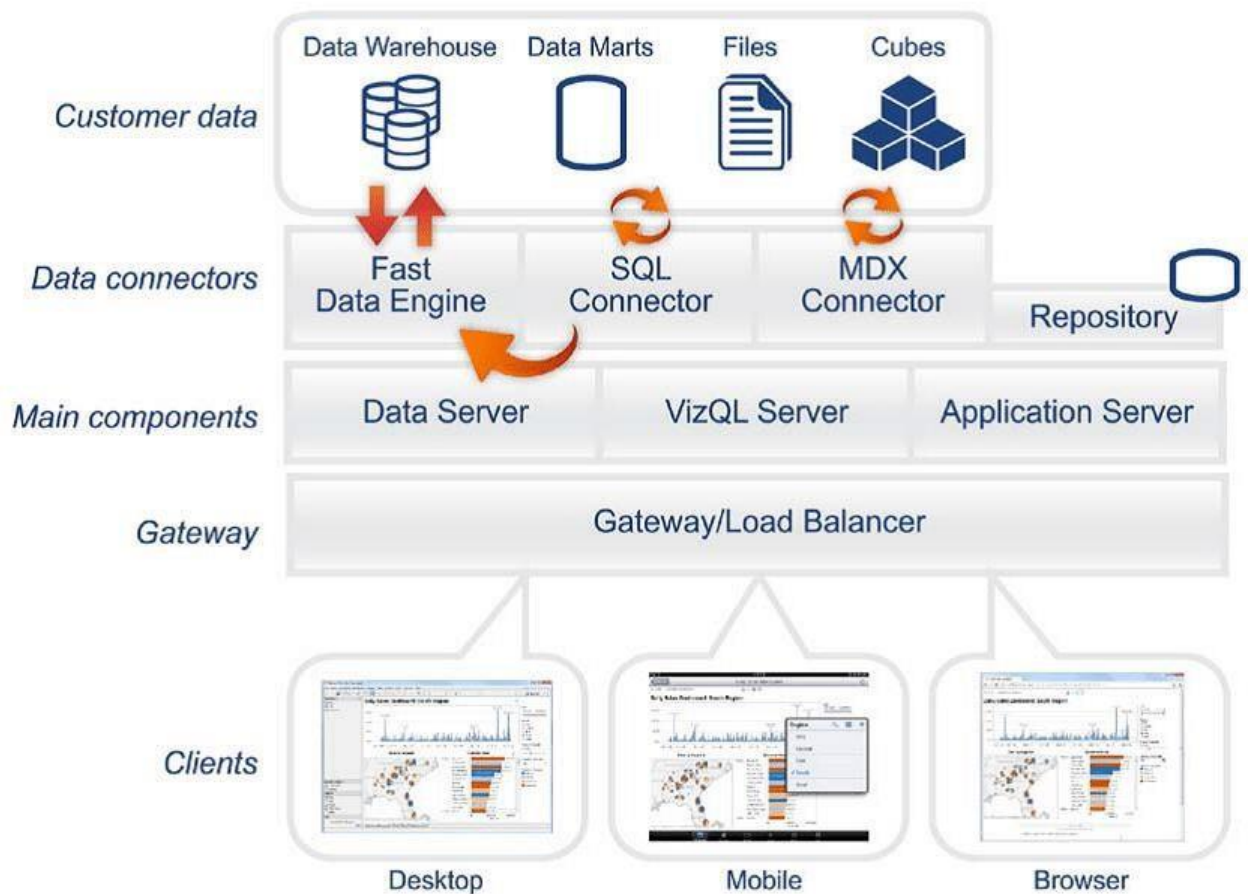 Data Warehouse
Data Marts
Files
Cubes
Customer data
Data connectors
Fast
Data Engine
SQL
Connector
MDX
Connector
Repository
Main components
Data Server
VizQL Server
Application Server
Gateway
Gateway/Load Balancer
Clients
Desktop
Mobile
Browser